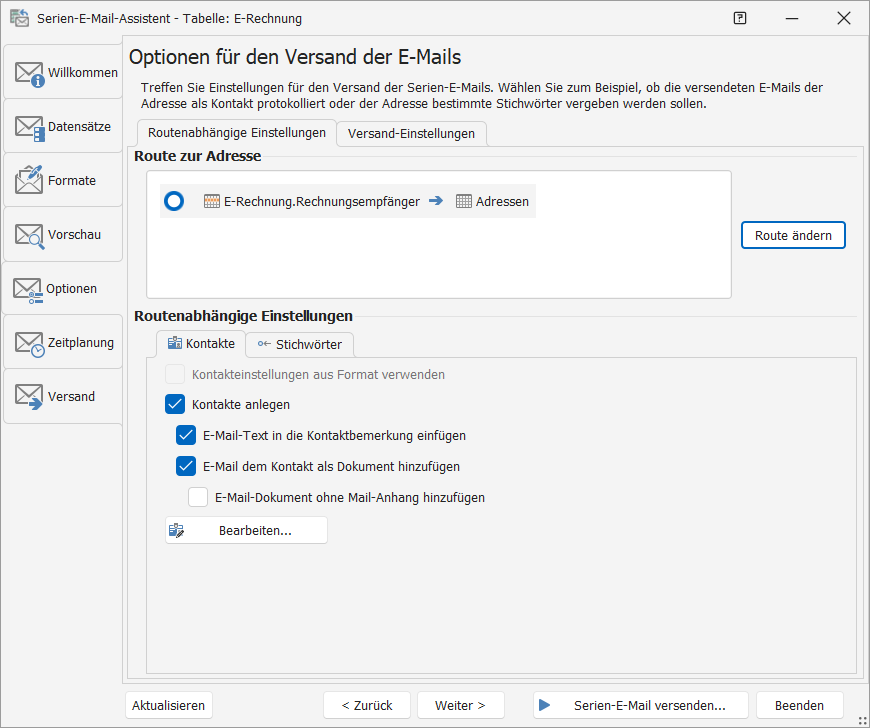 Serien-E-Mail-Assistent - Tabelle: E-Rechnung
Willkommen
Datensätze
Formate
Vorschau
Optionen
Zeitplanung
Versand
Optionen für den Versand der E-Mails
Treffen Sie Einstellungen für den Versand der Serien-E-Mails. Wählen Sie zum Beispiel, ob die versendeten E-Mails der
Adresse als Kontakt protokolliert oder der Adresse bestimmte Stichwörter vergeben werden sollen.
Routenabhängige Einstellungen
Versand-Einstellungen
Route zur Adresse
E-Rechnung.Rechnungsempfänger
Adressen
Route ändern
Routenabhängige Einstellungen
Kontakte
Stichwörter
Kontakteinstellungen aus Format verwenden
Kontakte anlegen
E-Mail-Text in die Kontaktbemerkung einfügen
E-Mail dem Kontakt als Dokument hinzufügen
E-Mail-Dokument ohne Mail-Anhang hinzufügen
Bearbeiten...
Aktualisieren
< Zurück
Weiter >
Serien-E-Mail versenden...
Beenden